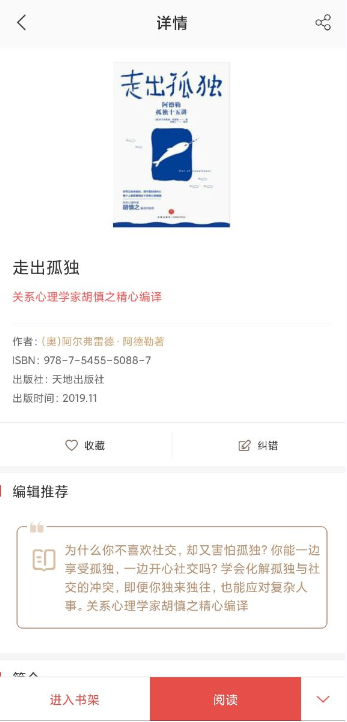 详情
走出孤独
阿德勒
孤独十五讲
胡慎之
走出孤独
关系心理学家胡慎之精心编译
作者：(奥)阿尔弗雷德·阿德勒著
ISBN：978-7-5455-5088-7
出版社：天地出版社
出版时间：2019.11
收藏
纠错
编辑推荐
为什么你不喜欢社交，却又害怕孤独？你能一边
享受孤独，一边开心社交吗？学会化解孤独与社
交的冲突，即便你独来独往，也能应对复杂人
事。关系心理学家胡慎之精心编译
简介
进入书架
阅读